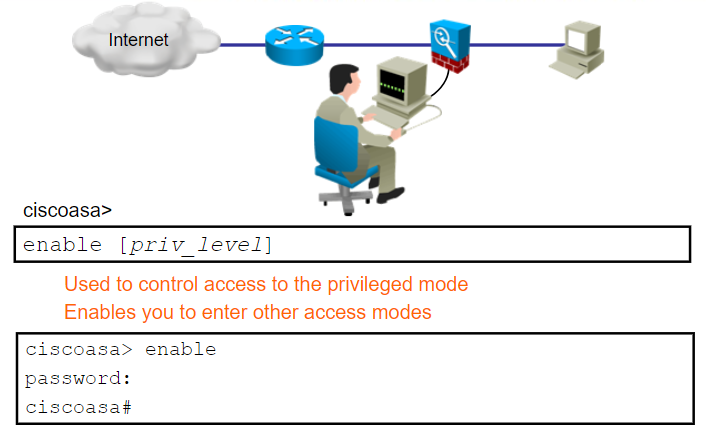 Internet
ciscoasa>
enable [priv_level]
Used to control access to the privileged mode
Enables you to enter other access modes
ciscoasa> enable
password:
ciscoasa#